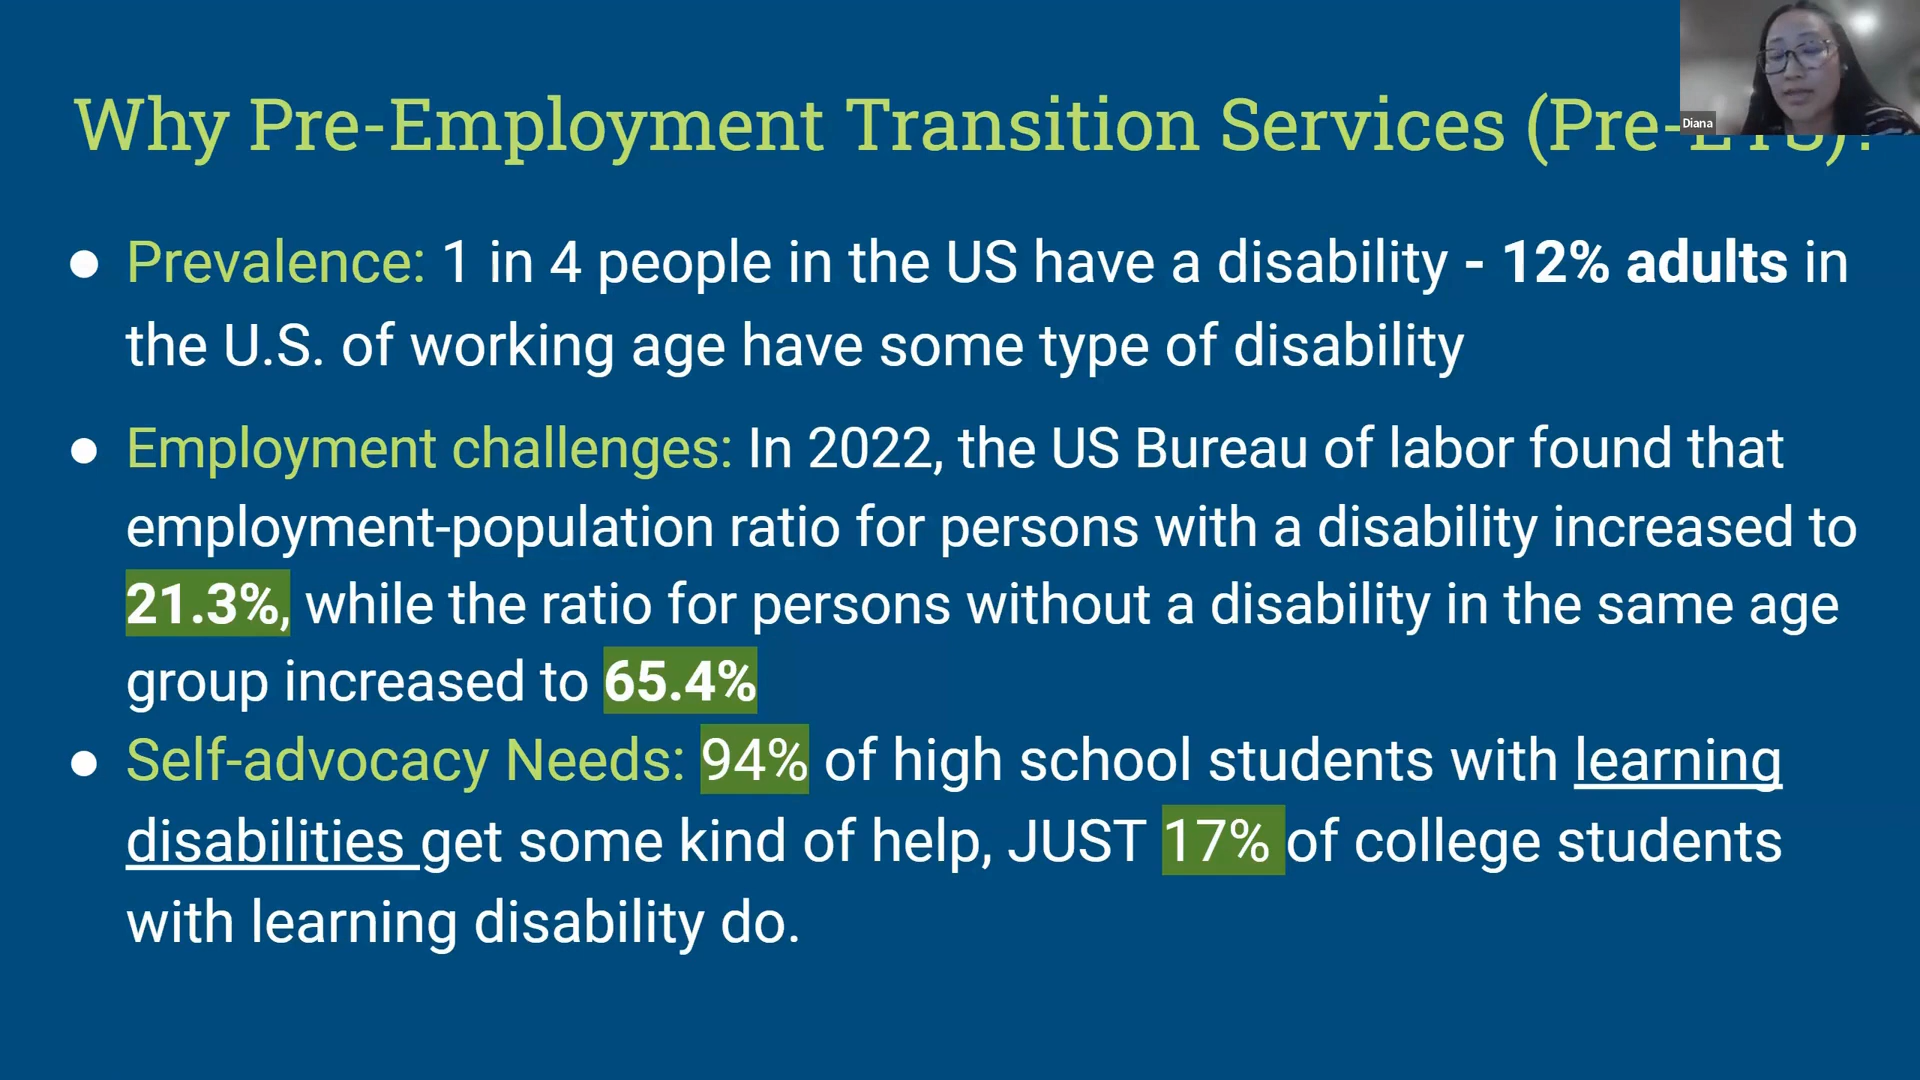 Why Pre-Employment Transition Services (Pre-ETS)?
Diana
● Prevalence: 1 in 4 people in the US have a disability - 12% adults in
the U.S. of working age have some type of disability
● Employment challenges: In 2022, the US Bureau of labor found that
employment-population ratio for persons with a disability increased to
21.3%, while the ratio for persons without a disability in the same age
group increased to 65.4%
● Self-advocacy Needs: 94% of high school students with learning
disabilities get some kind of help, JUST 17% of college students
with learning disability do.